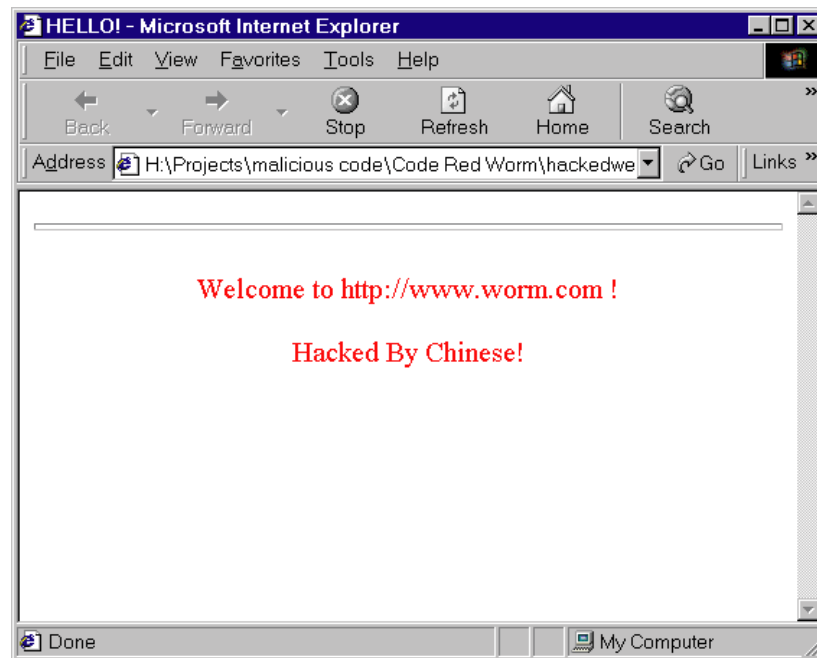 HELLO! - Microsoft Internet Explorer
File Edit View Favorites Tools Help
Back Forward Stop Refresh Home Search »
Address H:\Projects\malicious code\Code Red Worm\hackedwe Go Links »
Welcome to http://www.worm.com !
Hacked By Chinese!
Done My Computer